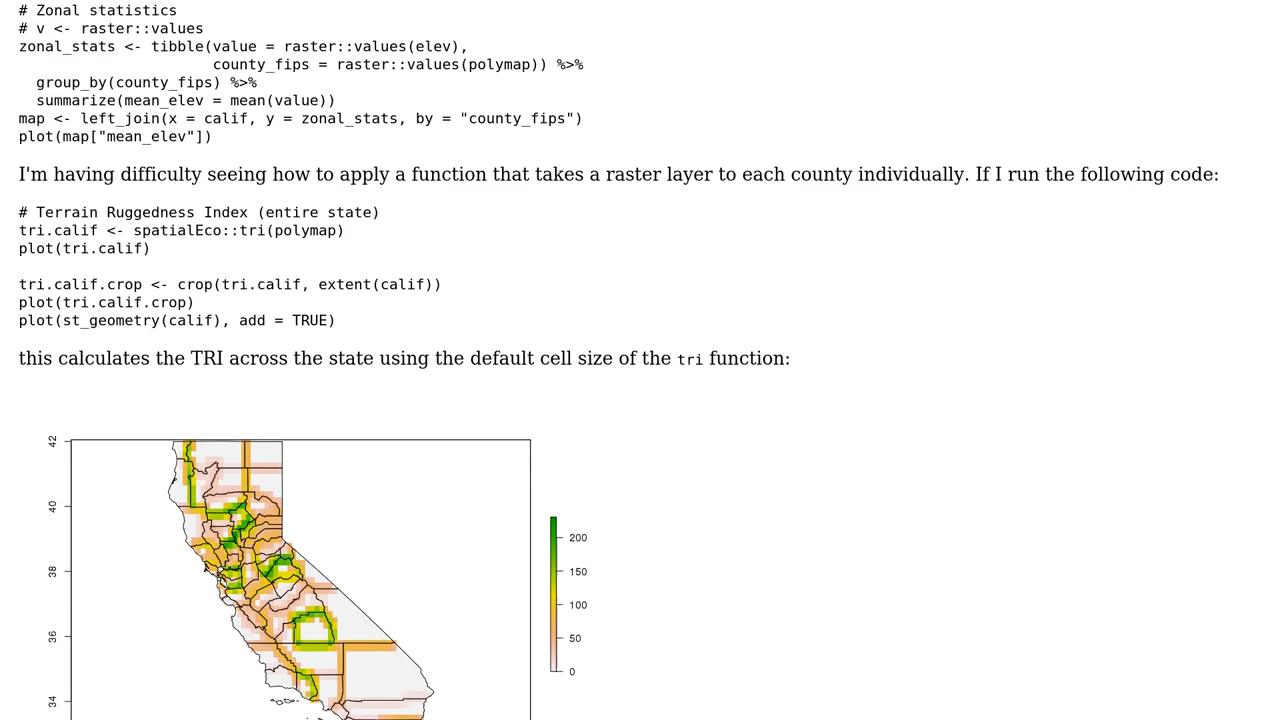 # Zonal statistics
# v <- raster::values
zonal_stats <- tibble(value = raster::values(elev),
                      county_fips = raster::values(polymap)) %>%
  group_by(county_fips) %>%
  summarize(mean_elev = mean(value))
map <- left_join(x = calif, y = zonal_stats, by = "county_fips")
plot(map["mean_elev"])
I'm having difficulty seeing how to apply a function that takes a raster layer to each county individually. If I run the following code:
# Terrain Ruggedness Index (entire state)
tri.calif <- spatialEco::tri(polymap)
plot(tri.calif)
tri.calif.crop <- crop(tri.calif, extent(calif))
plot(tri.calif.crop)
plot(st_geometry(calif), add = TRUE)
this calculates the TRI across the state using the default cell size of the tri function:
42
40
38
36
34
200
150
100
50
0